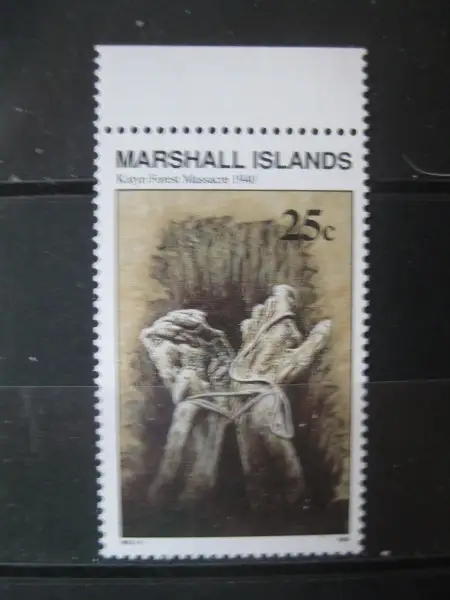 MARSHALL ISLANDS
Katyn Forest Massacre 1940
25c